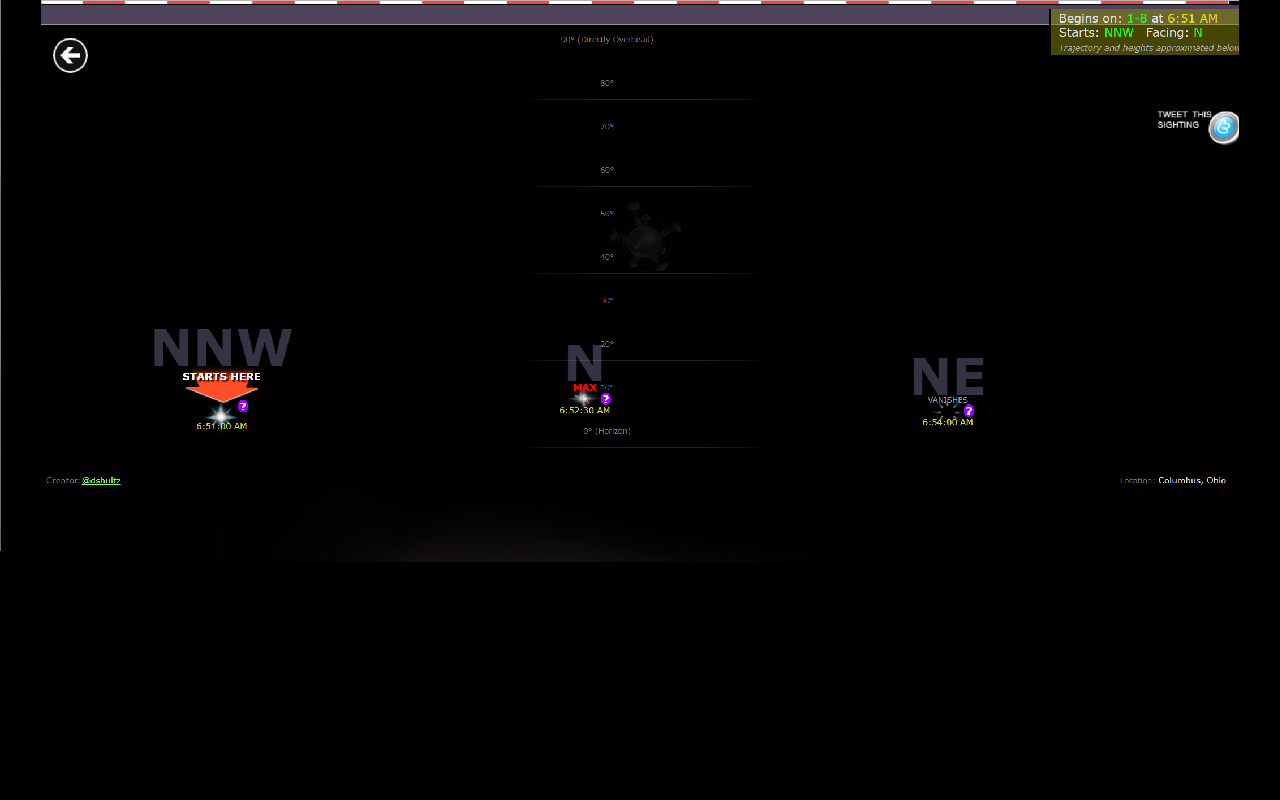 Begins on: 1-8 at 6:51 AM
Starts: NNW Facing: N
Trajectory and heights approximated below
90° (Directly Overhead)
80°
TWEET THIS
SIGHTING
70°
60°
50°
40°
30°
20°
NNW
N
NE
STARTS HERE
MAX
10°
?
?
VANISHES
?
6:51:00 AM
6:52:30 AM
6:54:00 AM
0° (Horizon)
Creator: @dshultz
Location: Columbus, Ohio